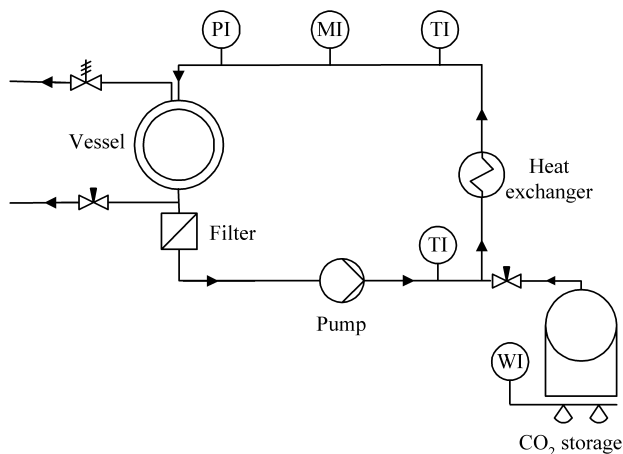 PI
MI
TI
Vessel
Heat
exchanger
Filter
TI
Pump
WI
CO₂ storage